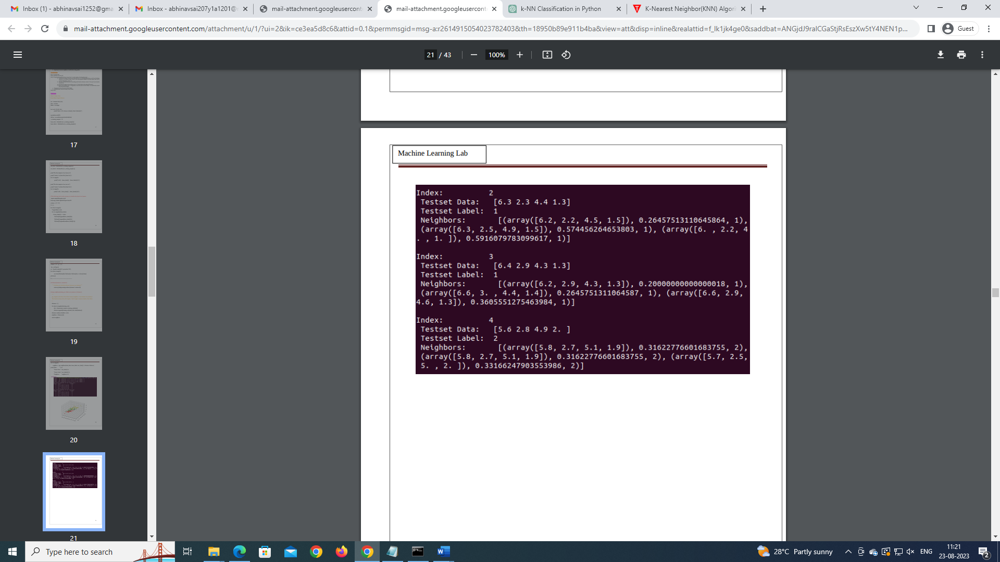 Inbox (1) - abhinavsai1252@gma
Inbox - abhinavsai207y1a1201@
mail-attachment.googleusercont
mail-attachment.googleusercont
k-NN Classification in Python
K-Nearest Neighbor(KNN) Algori
mail-attachment.googleusercontent.com/attachment/u/1/?ui=2&ik=ce3ea5d8c6&attid=0.1&permmsgid=msg-a:r2614915054023782403&th=18950b89e911b4ba&view=att&disp=inline&realattid=f_lk1jk4ge0&saddbat=ANGjdJ9ralCGaStjRsEszXw5tY4NEN1p...
Guest
21 / 43
100%
17
18
19
20
21
Machine Learning Lab
Index: 2
Testset Data: [6.3 2.3 4.4 1.3]
Testset Label: 1
Neighbors: [(array([6.2, 2.2, 4.5, 1.5]), 0.26457513110645864, 1),
(array([6.3, 2.5, 4.9, 1.5]), 0.574456264653803, 1), (array([6. , 2.2, 4
. , 1. ]), 0.5916079783099617, 1)]
Index: 3
Testset Data: [6.4 2.9 4.3 1.3]
Testset Label: 1
Neighbors: [(array([6.2, 2.9, 4.3, 1.3]), 0.20000000000000018, 1),
(array([6.6, 3. , 4.4, 1.4]), 0.2645751311064587, 1), (array([6.6, 2.9,
4.6, 1.3]), 0.3605551275463984, 1)]
Index: 4
Testset Data: [5.6 2.8 4.9 2. ]
Testset Label: 2
Neighbors: [(array([5.8, 2.7, 5.1, 1.9]), 0.31622776601683755, 2),
(array([5.8, 2.7, 5.1, 1.9]), 0.31622776601683755, 2), (array([5.7, 2.5,
5. , 2. ]), 0.33166247903553986, 2)]
Type here to search
28°C Partly sunny
ENG
11:21
23-08-2023
2